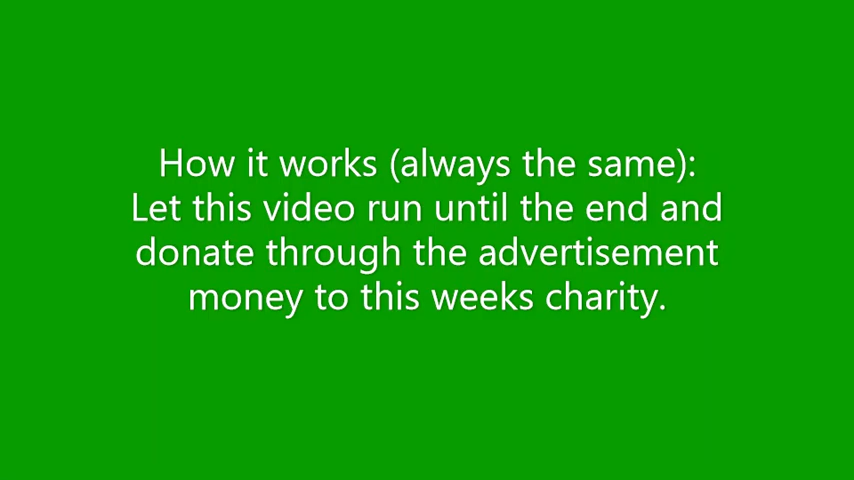 How it works (always the same):
Let this video run until the end and
donate through the advertisement
money to this weeks charity.